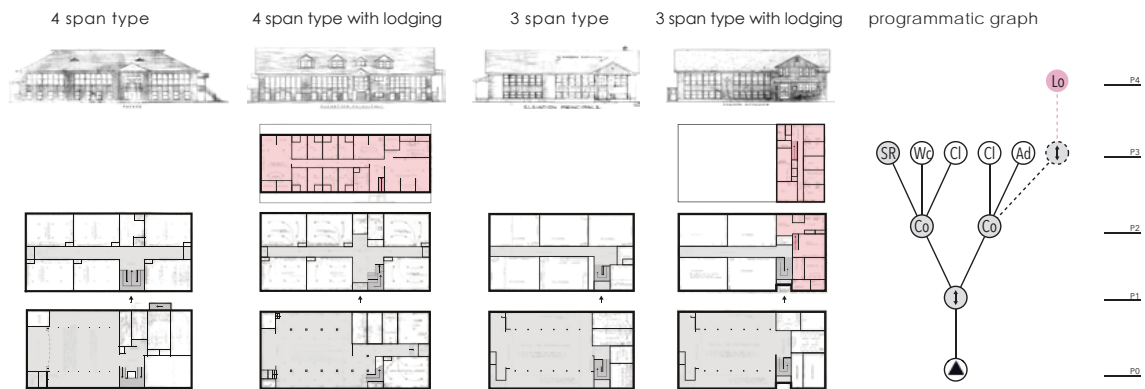 4 span type
4 span type with lodging
3 span type
3 span type with lodging
programmatic graph
ELEVATION PRINCIPALE
Lo
P4
SR
Wc
Cl
Cl
Ad
P3
Co
Co
P2
P1
P0